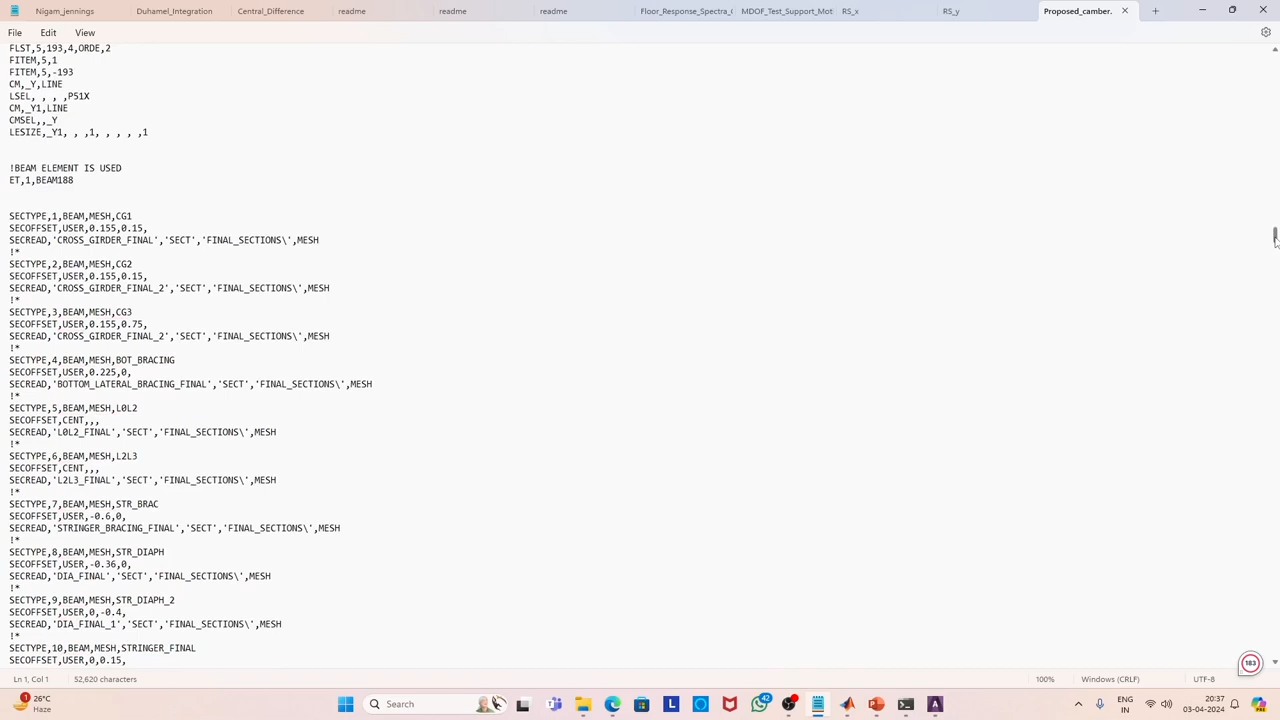 Nigam_jennings
Duhamel_Integration
Central_Difference
readme
readme
readme
Floor_Response_Spectra_
MDOF_Test_Support_Mot
RS_x
RS_y
Proposed_camber.
File
Edit
View
FLST,5,193,4,ORDE,2
FITEM,5,1
FITEM,5,-193
CM,_Y,LINE
LSEL, , , ,P51X
CM,_Y1,LINE
CMSEL,,_Y
LESIZE,_Y1, , ,1, , , , ,1
!BEAM ELEMENT IS USED
ET,1,BEAM188
SECTYPE,1,BEAM,MESH,CG1
SECOFFSET,USER,0.155,0.15,
SECREAD,'CROSS_GIRDER_FINAL','SECT','FINAL_SECTIONS\',MESH
!*
SECTYPE,2,BEAM,MESH,CG2
SECOFFSET,USER,0.155,0.15,
SECREAD,'CROSS_GIRDER_FINAL_2','SECT','FINAL_SECTIONS\',MESH
!*
SECTYPE,3,BEAM,MESH,CG3
SECOFFSET,USER,0.155,0.75,
SECREAD,'CROSS_GIRDER_FINAL_2','SECT','FINAL_SECTIONS\',MESH
!*
SECTYPE,4,BEAM,MESH,BOT_BRACING
SECOFFSET,USER,0.225,0,
SECREAD,'BOTTOM_LATERAL_BRACING_FINAL','SECT','FINAL_SECTIONS\',MESH
!*
SECTYPE,5,BEAM,MESH,L0L2
SECOFFSET,CENT,,,
SECREAD,'L0L2_FINAL','SECT','FINAL_SECTIONS\',MESH
!*
SECTYPE,6,BEAM,MESH,L2L3
SECOFFSET,CENT,,,
SECREAD,'L2L3_FINAL','SECT','FINAL_SECTIONS\',MESH
!*
SECTYPE,7,BEAM,MESH,STR_BRAC
SECOFFSET,USER,-0.6,0,
SECREAD,'STRINGER_BRACING_FINAL','SECT','FINAL_SECTIONS\',MESH
!*
SECTYPE,8,BEAM,MESH,STR_DIAPH
SECOFFSET,USER,-0.36,0,
SECREAD,'DIA_FINAL','SECT','FINAL_SECTIONS\',MESH
!*
SECTYPE,9,BEAM,MESH,STR_DIAPH_2
SECOFFSET,USER,0,-0.4,
SECREAD,'DIA_FINAL_1','SECT','FINAL_SECTIONS\',MESH
!*
SECTYPE,10,BEAM,MESH,STRINGER_FINAL
SECOFFSET,USER,0,0.15,
183
Ln 1, Col 1
52,620 characters
100%
Windows (CRLF)
UTF-8
1
26°C
Haze
Search
42
ENG
IN
20:37
03-04-2024